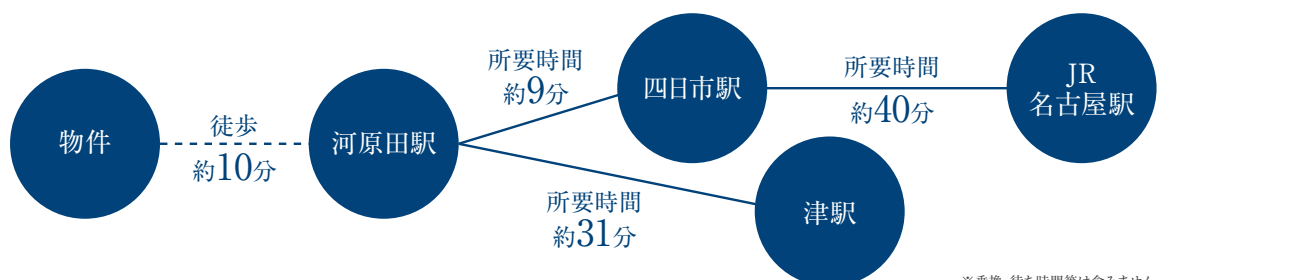 物件
徒歩
約10分
河原田駅
所要時間
約9分
四日市駅
所要時間
約40分
JR
名古屋駅
所要時間
約31分
津駅